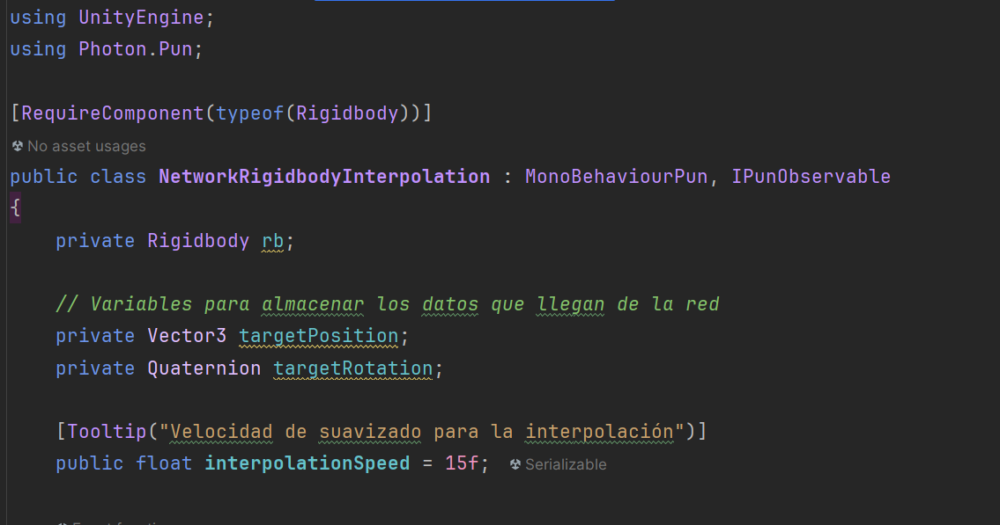 using UnityEngine;
using Photon.Pun;
[RequireComponent(typeof(Rigidbody))]
No asset usages
public class NetworkRigidbodyInterpolation : MonoBehaviourPun, IPunObservable
{
private Rigidbody rb;
// Variables para almacenar los datos que llegan de la red
private Vector3 targetPosition;
private Quaternion targetRotation;
[Tooltip("Velocidad de suavizado para la interpolación")]
public float interpolationSpeed = 15f; Serializable